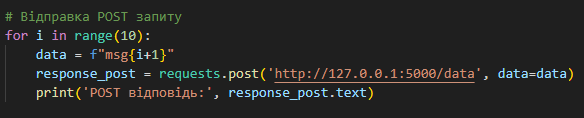 # Відправка POST запиту
for i in range(10):
    data = f"msg{i+1}"
    response_post = requests.post('http://127.0.0.1:5000/data', data=data)
    print('POST відповідь:', response_post.text)